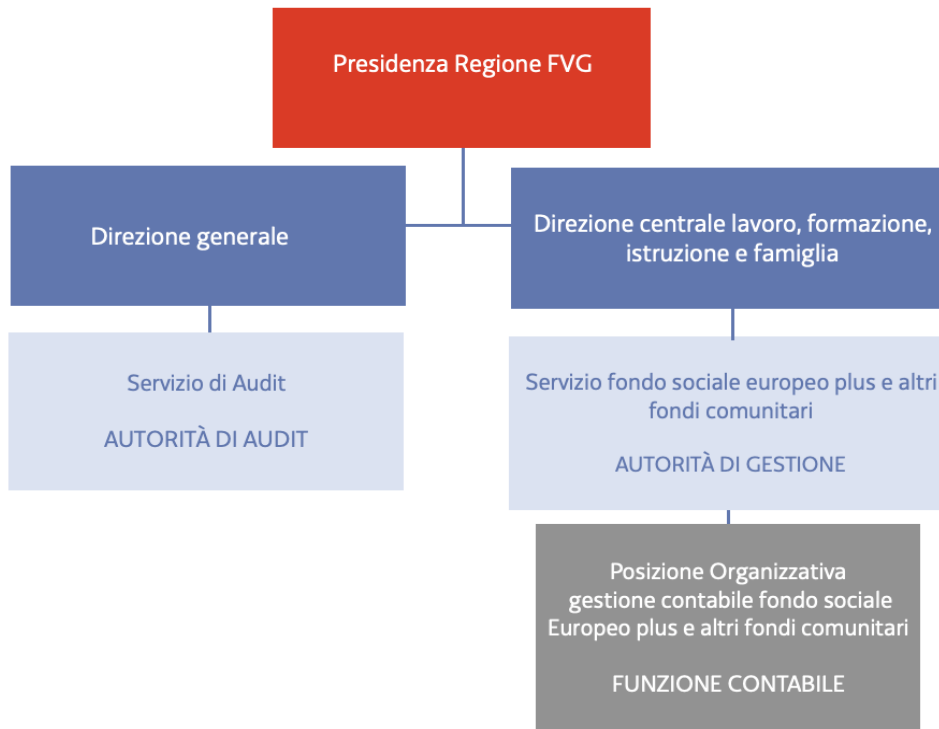 Presidenza Regione FVG
Direzione generale
Direzione centrale lavoro, formazione,
istruzione e famiglia
Servizio di Audit
AUTORITÀ DI AUDIT
Servizio fondo sociale europeo plus e altri
fondi comunitari
AUTORITÀ DI GESTIONE
Posizione Organizzativa
gestione contabile fondo sociale
Europeo plus e altri fondi comunitari
FUNZIONE CONTABILE